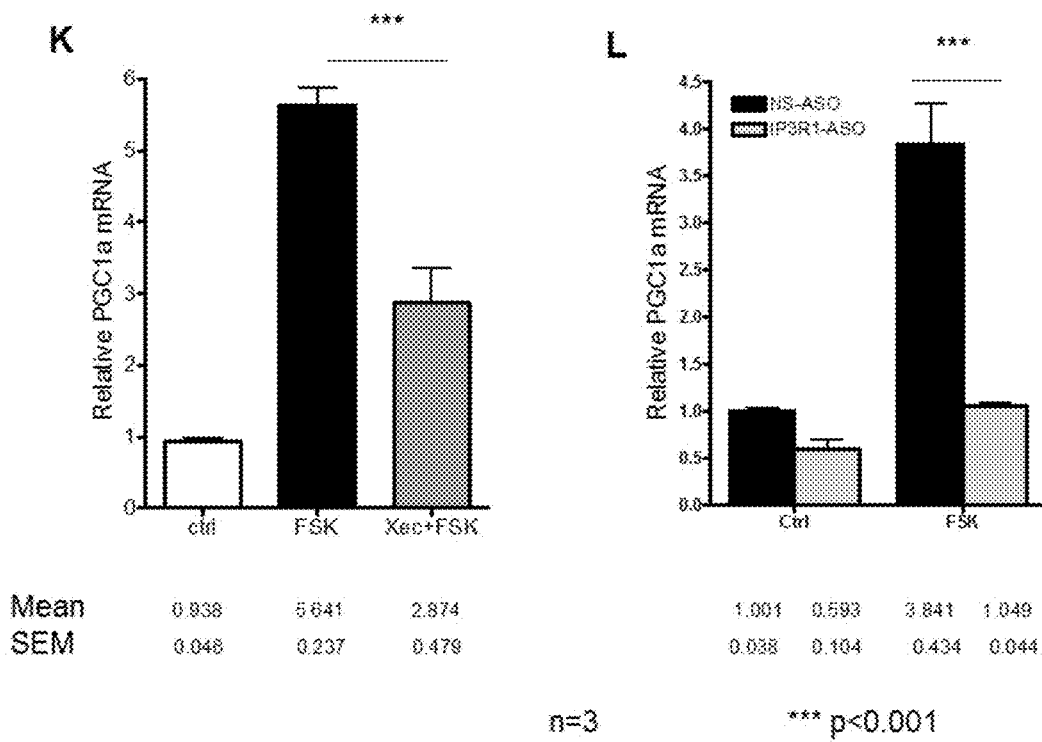 K
***
Relative PGC1a mRNA
6
5
4
3
2
1
0
ctrl FSK Xec+FSK
L
***
NS-ASO
IP3R1-ASO
Relative PGC1a mRNA
4.5
4.0
3.5
3.0
2.5
2.0
1.5
1.0
0.5
0.0
Ctrl FSK
Mean 0.938 5.641 2.874 1.001 0.593 3.841 1.049
SEM 0.046 0.237 0.479 0.038 0.104 0.434 0.044
n=3 *** p<0.001